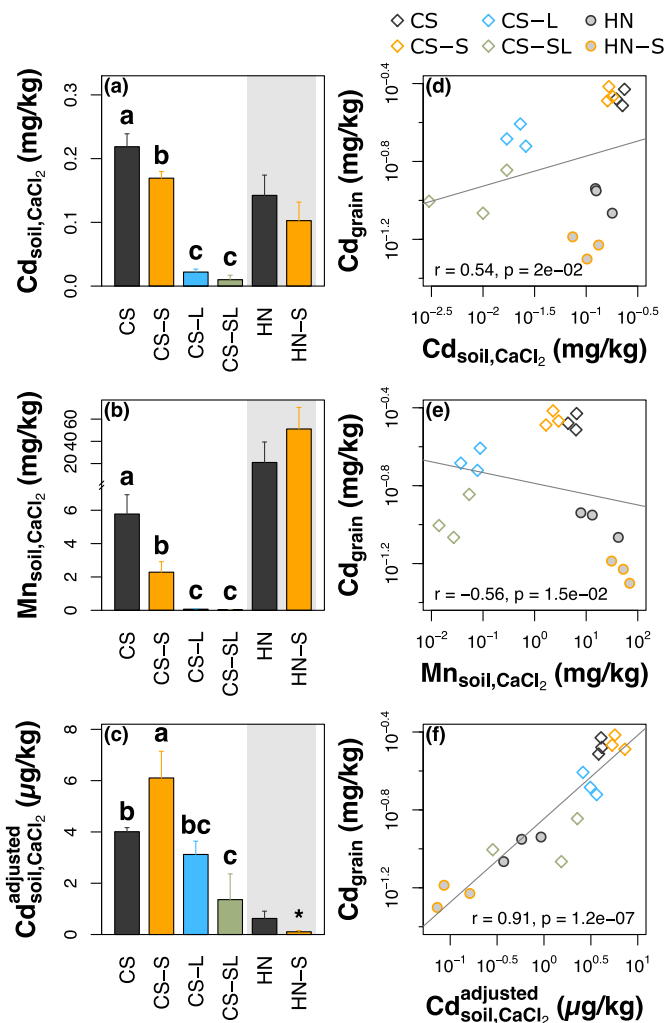 CS CS−L HN
CS−S CS−SL HN−S
(a)
Cd soil,CaCl₂ (mg/kg)
0.3
0.2
0.1
0.0
a
b
c
c
CS
CS−S
CS−L
CS−SL
HN
HN−S
(d)
Cd grain (mg/kg)
10^−0.4
10^−0.8
10^−1.2
r = 0.54, p = 2e−02
10^−2.5 10^−2 10^−1.5 10^−1 10^−0.5
Cd soil,CaCl₂ (mg/kg)
(b)
Mn soil,CaCl₂ (mg/kg)
60
40
20
6
4
2
0
a
b
c
c
CS
CS−S
CS−L
CS−SL
HN
HN−S
(e)
Cd grain (mg/kg)
10^−0.4
10^−0.8
10^−1.2
r = −0.56, p = 1.5e−02
10^−2 10^−1 10^0 10^1 10^2
Mn soil,CaCl₂ (mg/kg)
(c)
Cd adjusted soil,CaCl₂ (µg/kg)
8
6
4
2
0
b
a
bc
c
*
CS
CS−S
CS−L
CS−SL
HN
HN−S
(f)
Cd grain (mg/kg)
10^−0.4
10^−0.8
10^−1.2
r = 0.91, p = 1.2e−07
10^−1 10^−0.5 10^0 10^0.5 10^1
Cd adjusted soil,CaCl₂ (µg/kg)